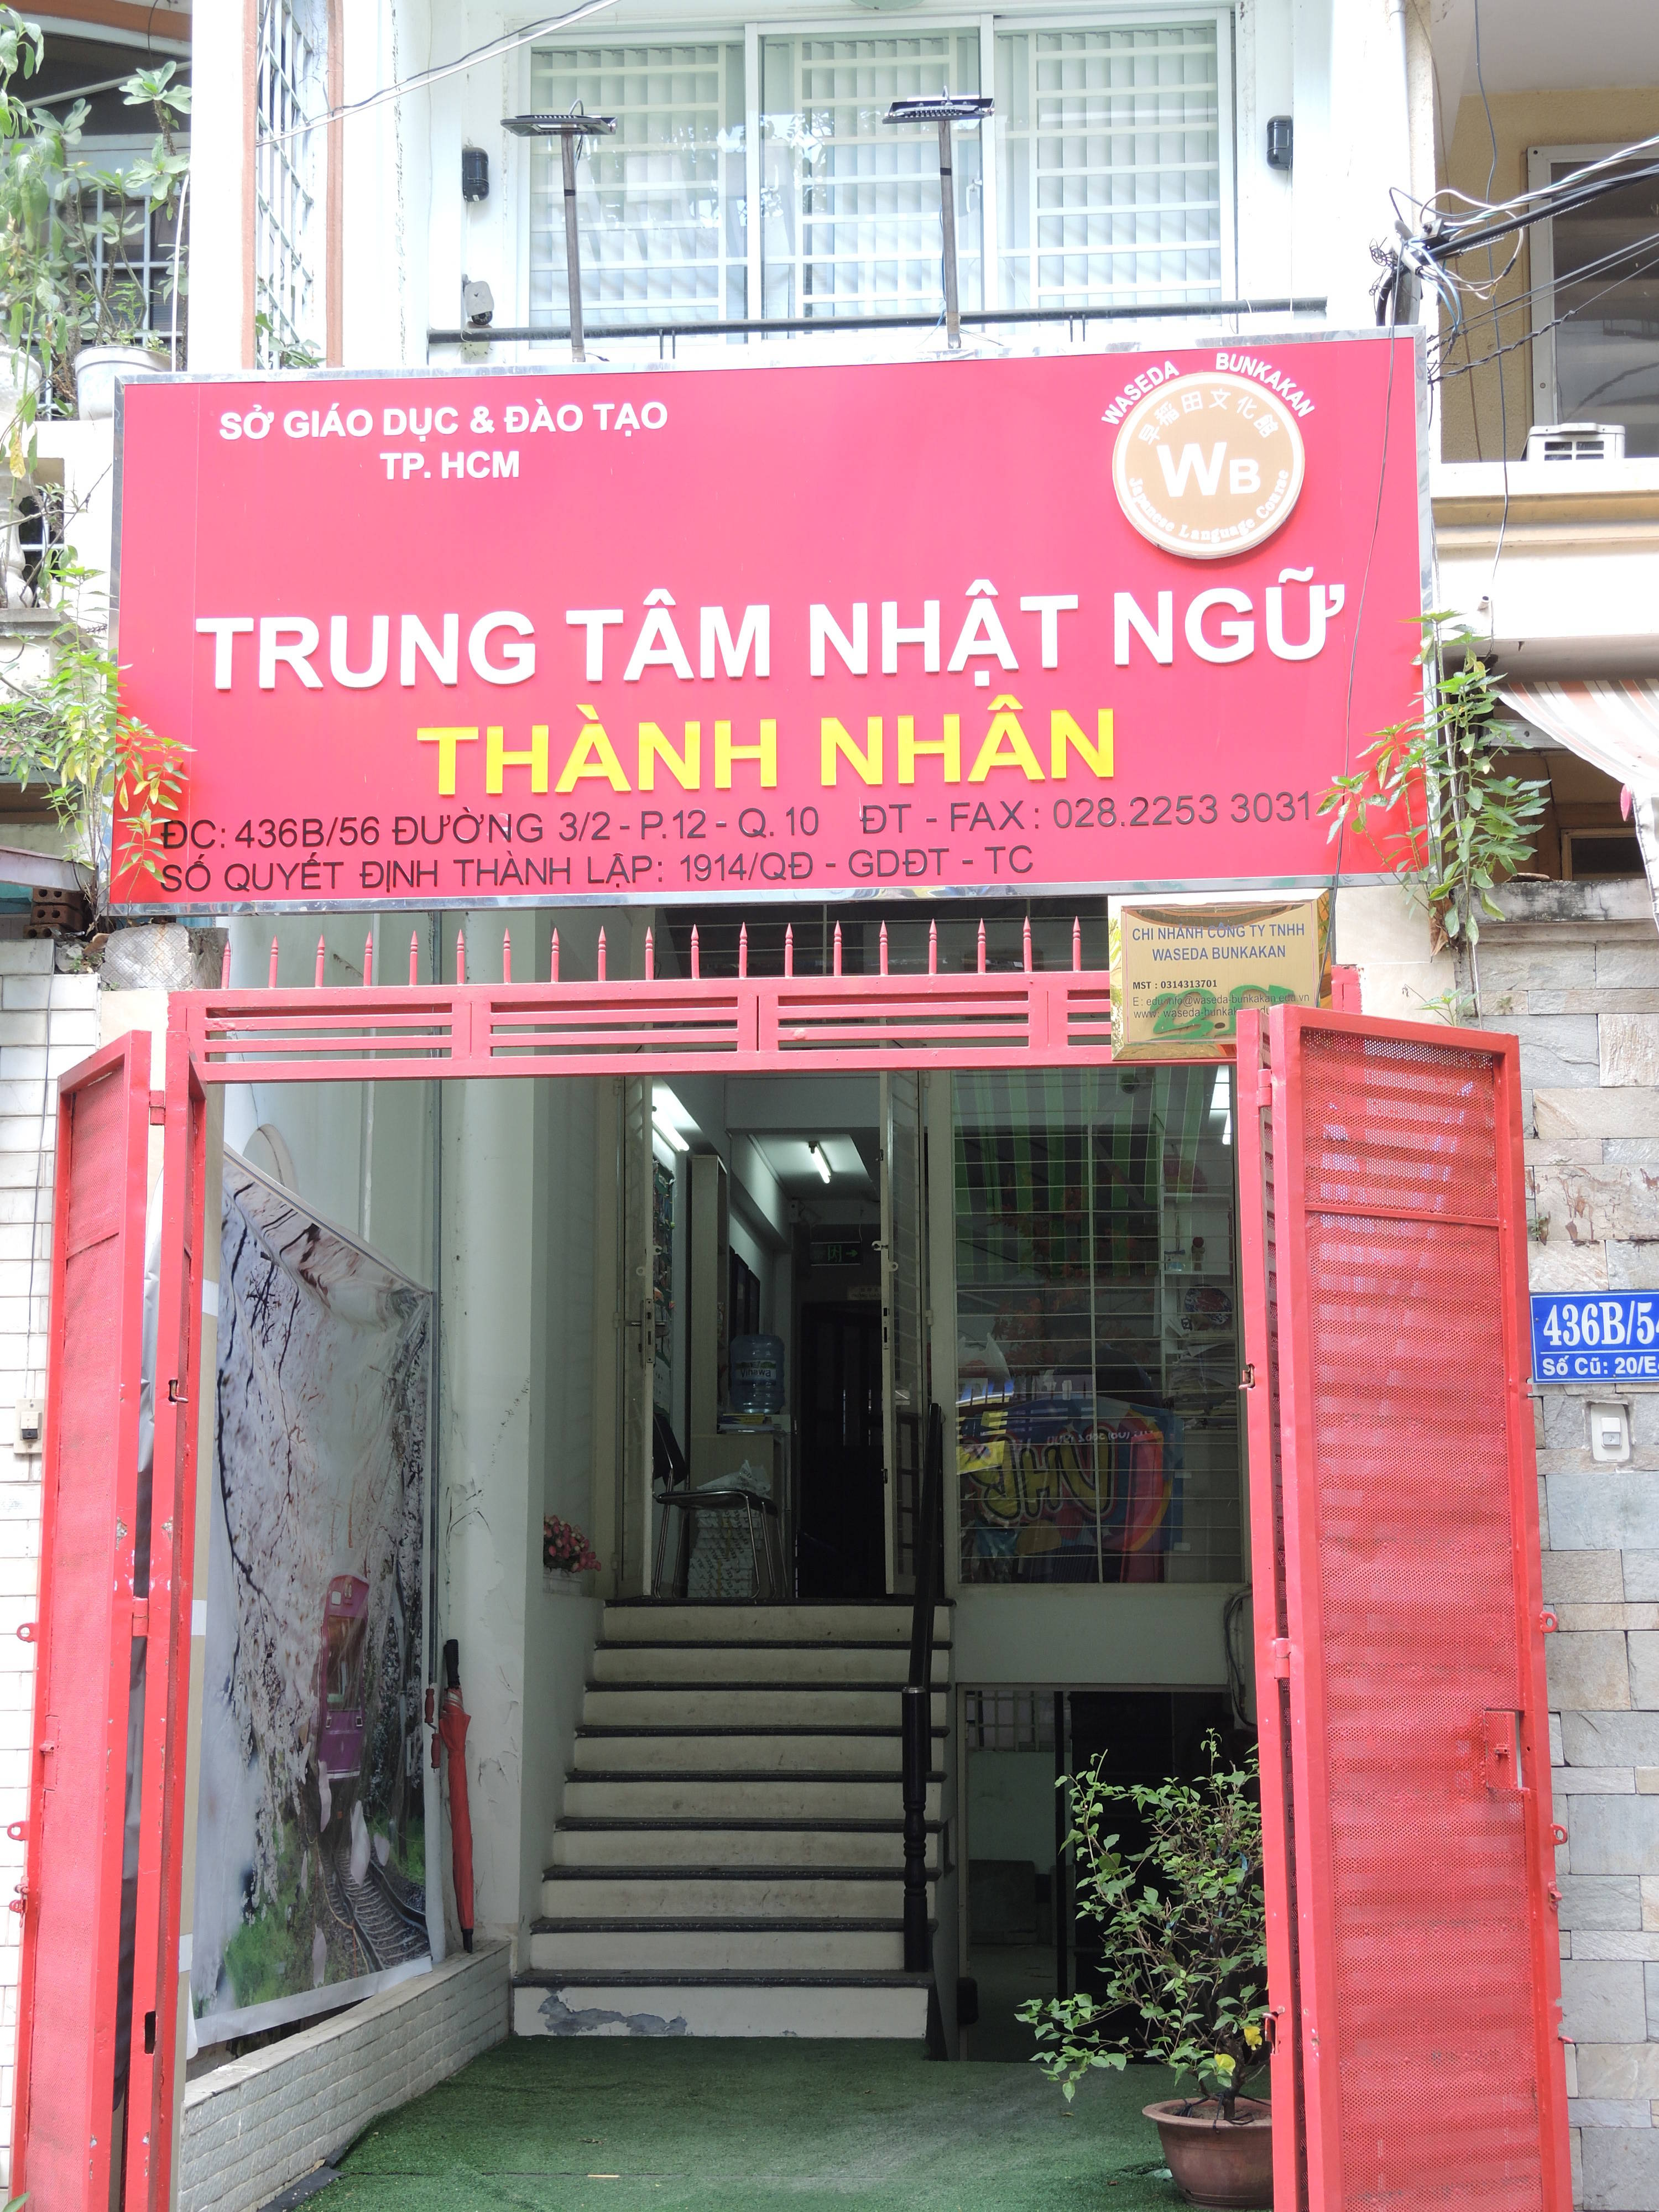 SỞ GIÁO DỤC & ĐÀO TẠO
TP. HCM
WASEDA BUNKAKAN
早稲田文化館
WB
Japanese Language Course
TRUNG TÂM NHẬT NGỮ
THÀNH NHÂN
ĐC: 436B/56 ĐƯỜNG 3/2 - P.12 - Q. 10 ĐT - FAX : 028.2253 3031
SỐ QUYẾT ĐỊNH THÀNH LẬP: 1914/QĐ - GDĐT - TC
CHI NHÁNH CÔNG TY TNHH
WASEDA BUNKAKAN
MST : 0314313701
436B/54
Số Cũ: 20/E